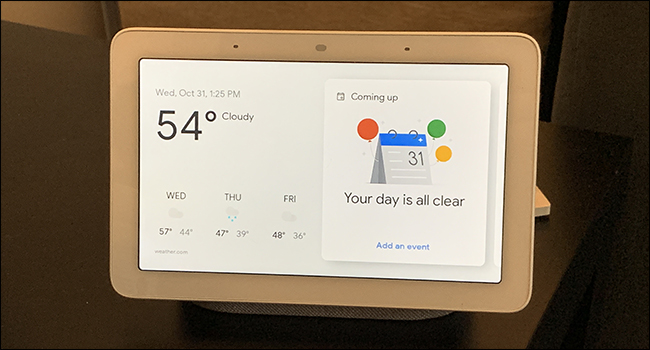 Wed, Oct 31, 1:25 PM
54° Cloudy
WED THU FRI
57° 44° 47° 39° 48° 36°
weather.com
Coming up
31
Your day is all clear
Add an event